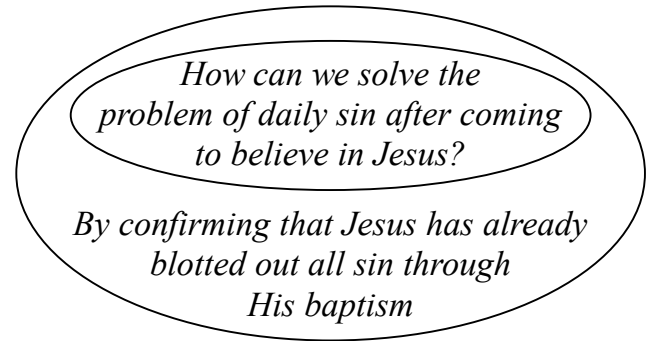 How can we solve the
problem of daily sin after coming
to believe in Jesus?
By confirming that Jesus has already
blotted out all sin through
His baptism